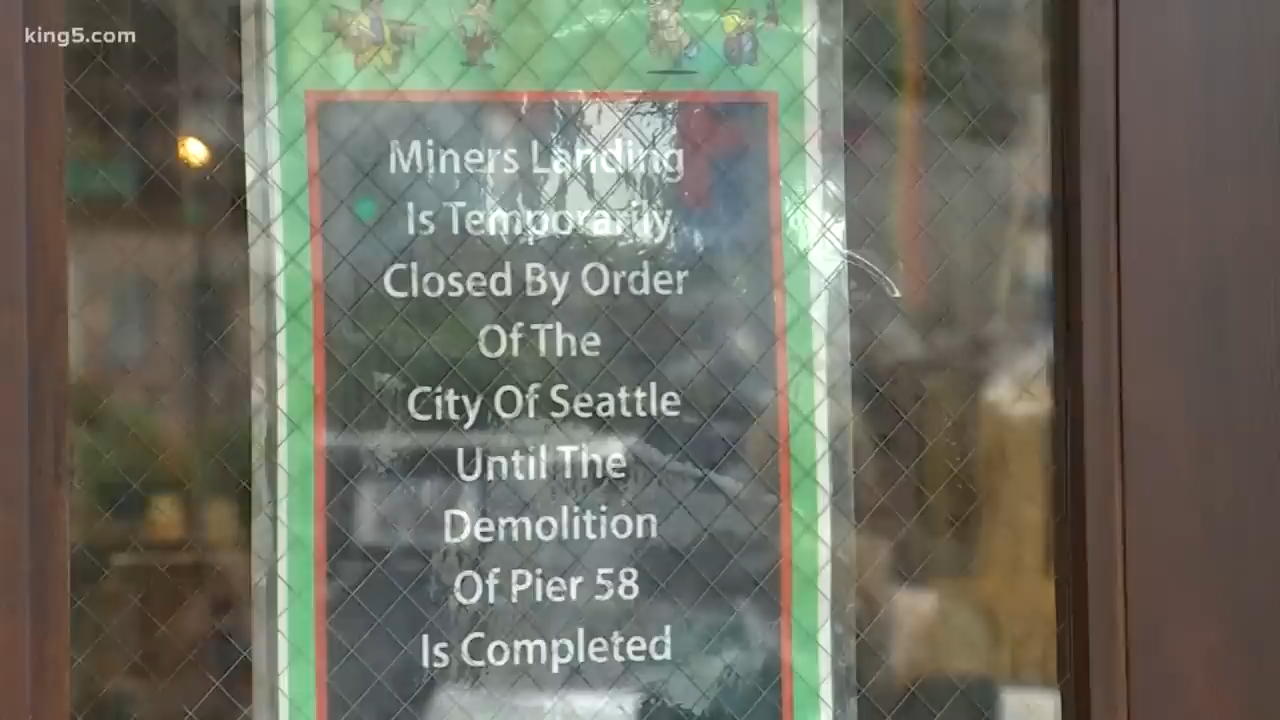 king5.com
Miners Landing
Is Temporarily
Closed By Order
Of The
City Of Seattle
Until The
Demolition
Of Pier 58
Is Completed